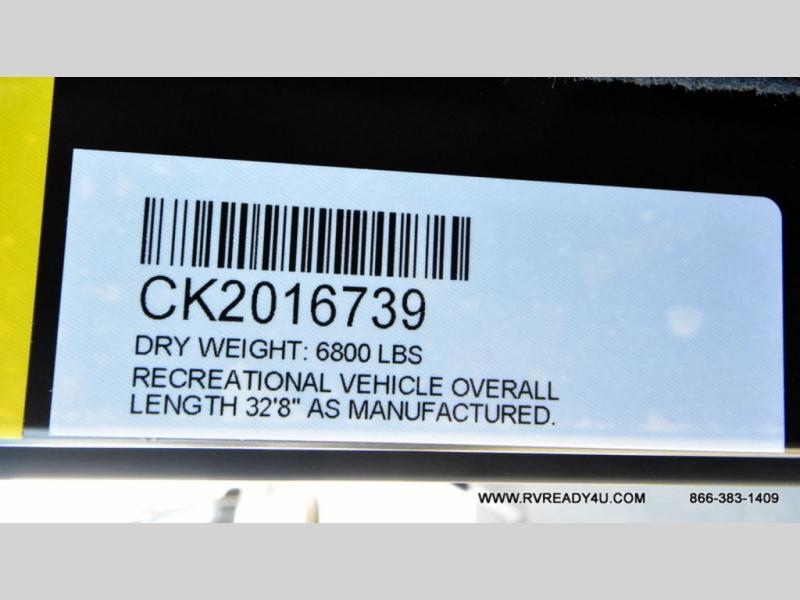 CK2016739
DRY WEIGHT: 6800 LBS
RECREATIONAL VEHICLE OVERALL
LENGTH 32'8" AS MANUFACTURED.
WWW.RVREADY4U.COM 866-383-1409